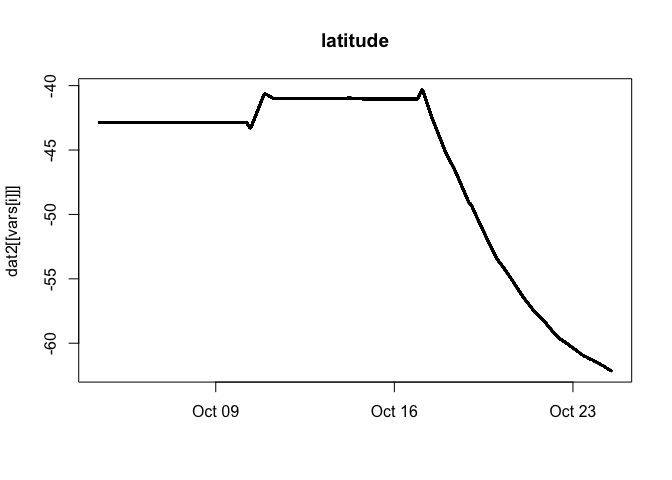 latitude
dat2[[vars[i]]]
-40
-45
-50
-55
-60
Oct 09
Oct 16
Oct 23